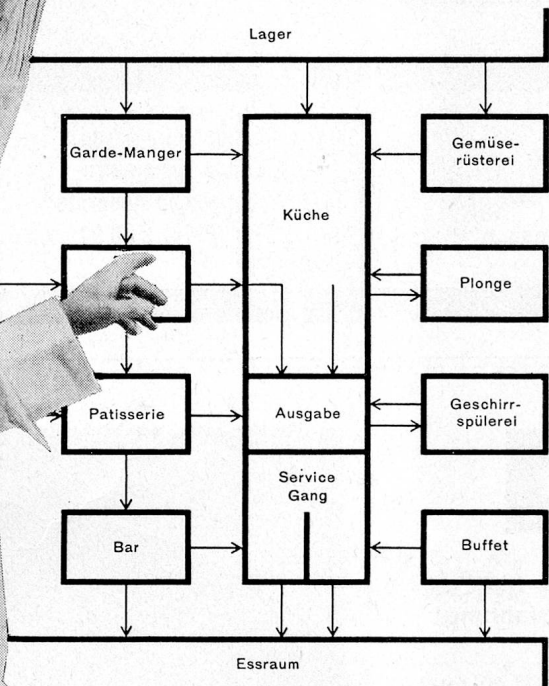 Lager
Garde-Manger
Gemüse-
rüsterei
Küche
Plonge
Patisserie
Ausgabe
Geschirr-
spülerei
Service
Gang
Bar
Buffet
Essraum